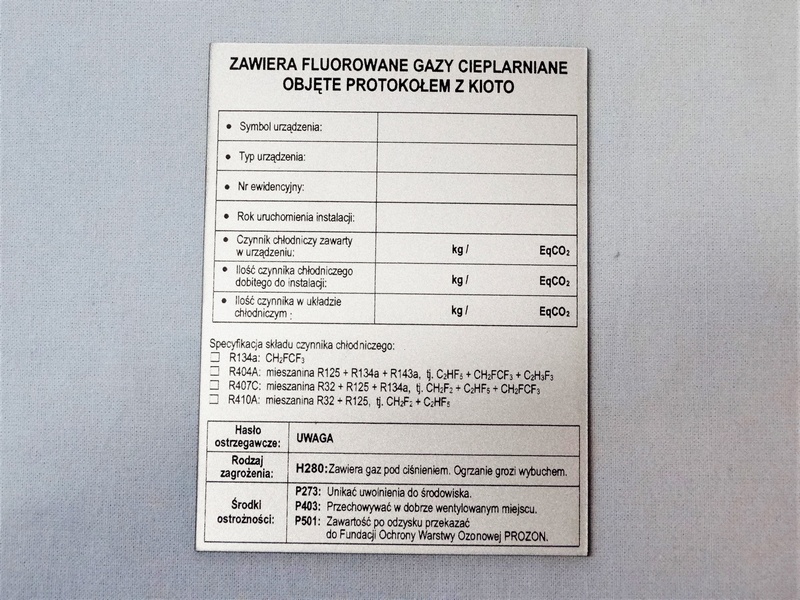 ZAWIERA FLUOROWANE GAZY CIEPLARNIANE
OBJĘTE PROTOKOŁEM Z KIOTO
• Symbol urządzenia:
• Typ urządzenia:
• Nr ewidencyjny:
• Rok uruchomienia instalacji:
• Czynnik chłodniczy zawarty
w urządzeniu:
kg / EqCO₂
• Ilość czynnika chłodniczego
dobitego do instalacji:
kg / EqCO₂
• Ilość czynnika w układzie
chłodniczym :
kg / EqCO₂
Specyfikacja składu czynnika chłodniczego:
☐ R134a: CH₂FCF₃
☐ R404A: mieszanina R125 + R134a + R143a, tj. C₂HF₅ + CH₂FCF₃ + C₂H₃F₃
☐ R407C: mieszanina R32 + R125 + R134a, tj. CH₂F₂ + C₂HF₅ + CH₂FCF₃
☐ R410A: mieszanina R32 + R125, tj. CH₂F₂ + C₂HF₅
Hasło
ostrzegawcze:
UWAGA
Rodzaj
zagrożenia:
H280:Zawiera gaz pod ciśnieniem. Ogrzanie grozi wybuchem.
Środki
ostrożności:
P273: Unikać uwolnienia do środowiska.
P403: Przechowywać w dobrze wentylowanym miejscu.
P501: Zawartość po odzysku przekazać
do Fundacji Ochrony Warstwy Ozonowej PROZON.